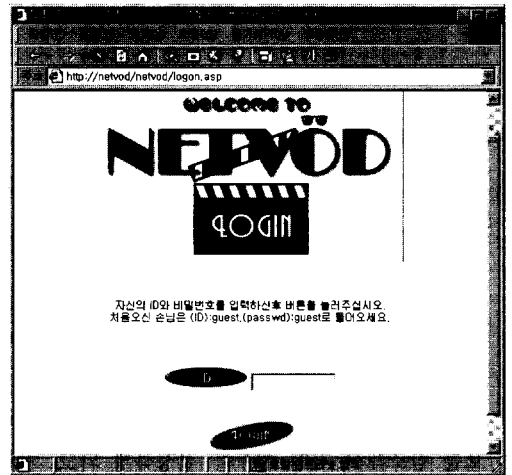 http://netvod/netvod/logon.asp
WELCOME TO
NETVOD
LOGIN
자신의 ID와 비밀번호를 입력하신후 버튼을 눌러주십시오.
처음오신 손님은 (ID):guest,(passwd):guest로 들어오세요.
ID
LOGIN